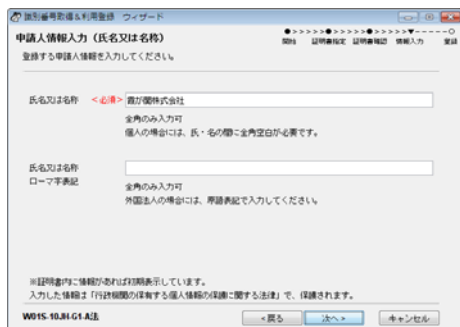 識別番号取得&利用登録 ウィザード
申請人情報入力（氏名又は名称）
●>>>>>●>>>>>●>>>>>▼-----○
開始 証明書指定 証明書確認 情報入力 登録
登録する申請人情報を入力してください。
氏名又は名称 <必須> 霞が関株式会社
全角のみ入力可
個人の場合には、氏・名の間に全角空白が必要です。
氏名又は名称
ローマ字表記
全角のみ入力可
外国法人の場合には、原語表記で入力してください。
※証明書内に情報があれば初期表示しています。
入力した情報は「行政機関の保有する個人情報の保護に関する法律」で、保護されます。
W01S-10JH-G1-A法
<戻る 次へ> キャンセル